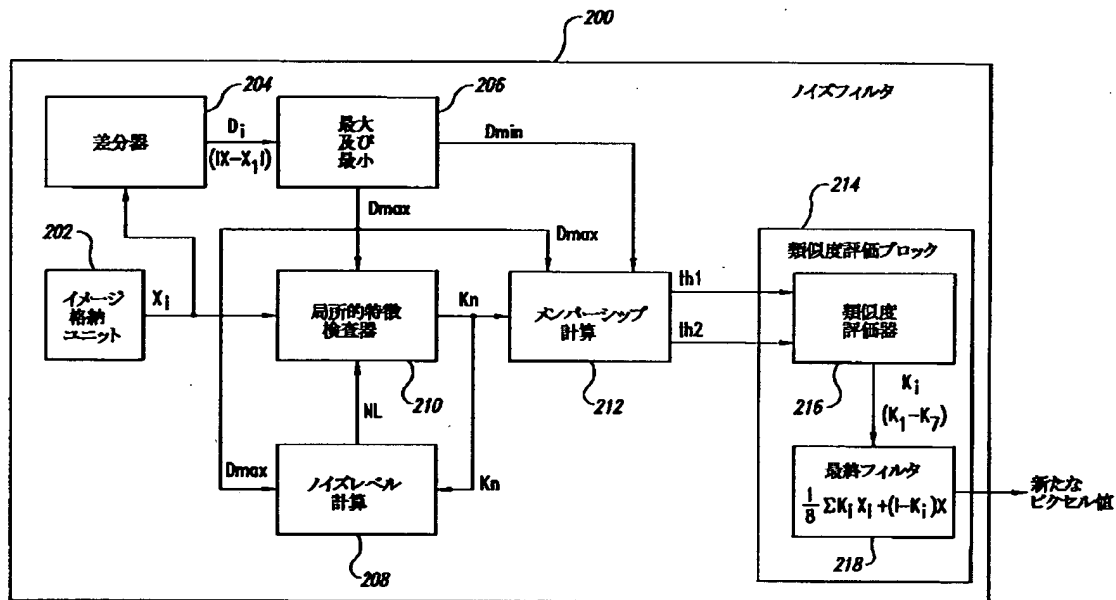 200
ノイズフィルタ
204
差分器
Di
(|X-X1|)
206
最大
及び
最小
Dmin
Dmax
202
イメージ
格納
ユニット
Xi
局所的特徴
検査器
210
Kn
Dmax
メンバーシップ
計算
212
th1
th2
214
類似度評価ブロック
類似度
評価器
216
Ki
(K1-K7)
NL
Dmax
ノイズレベル
計算
Kn
208
最終フィルタ
1/8 ΣKiXi+(1-Ki)X
218
新たな
ピクセル値